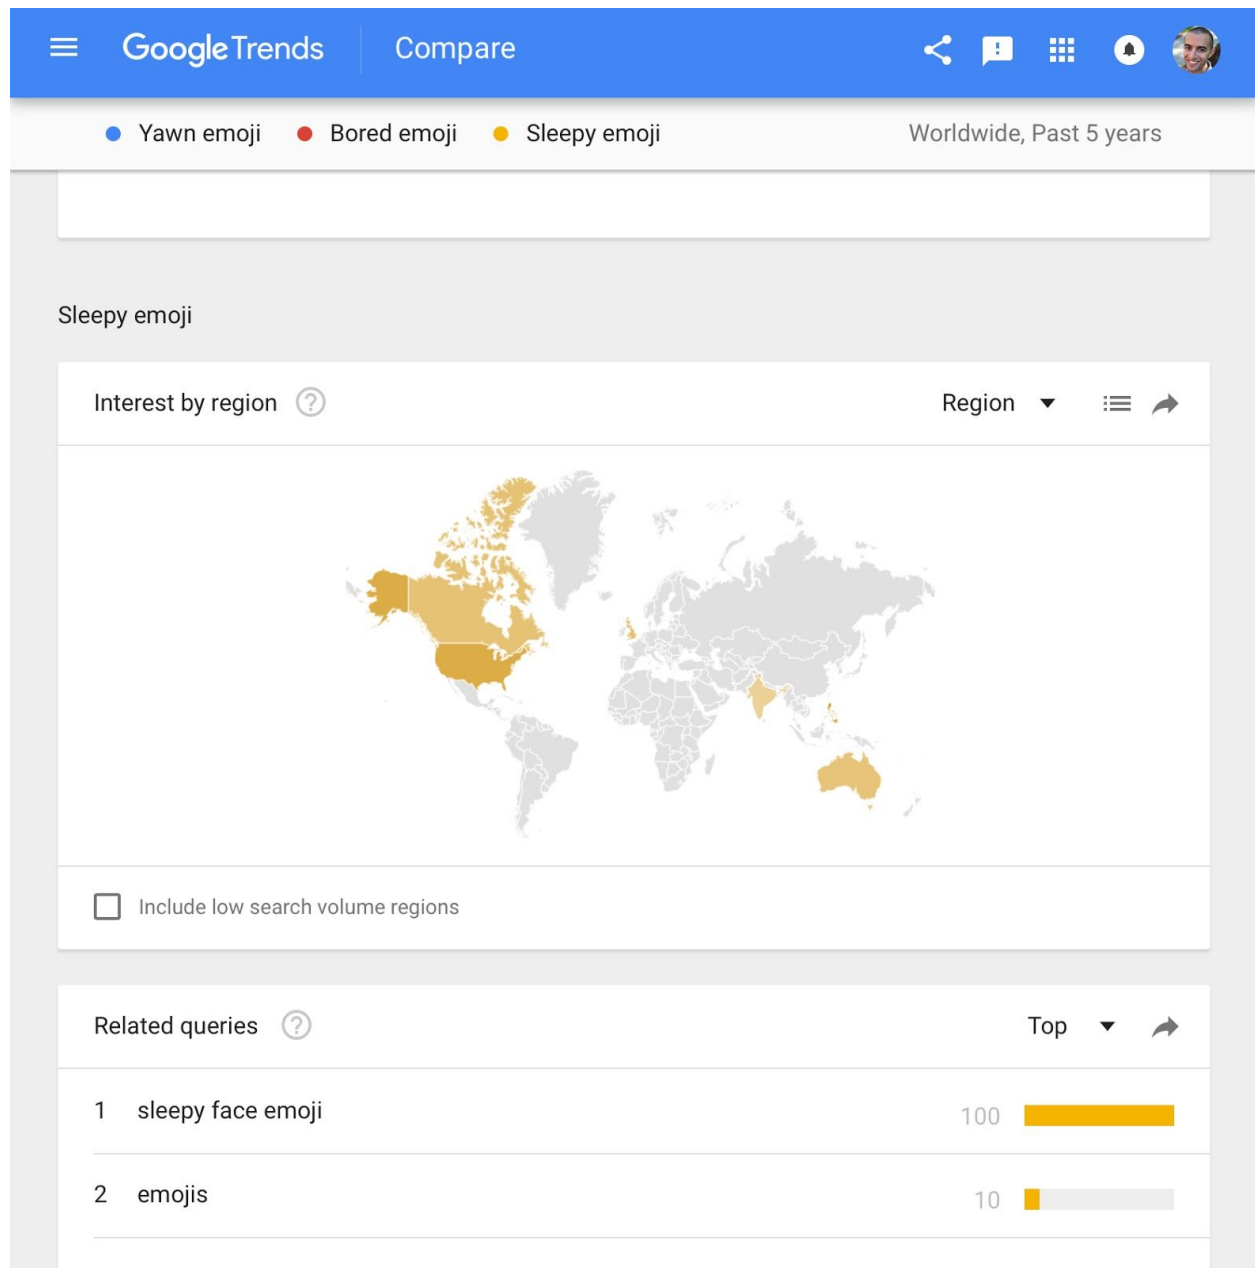 Google Trends Compare
Yawn emoji Bored emoji Sleepy emoji Worldwide, Past 5 years
Sleepy emoji
Interest by region ? Region
Include low search volume regions
Related queries ? Top
1 sleepy face emoji 100
2 emojis 10